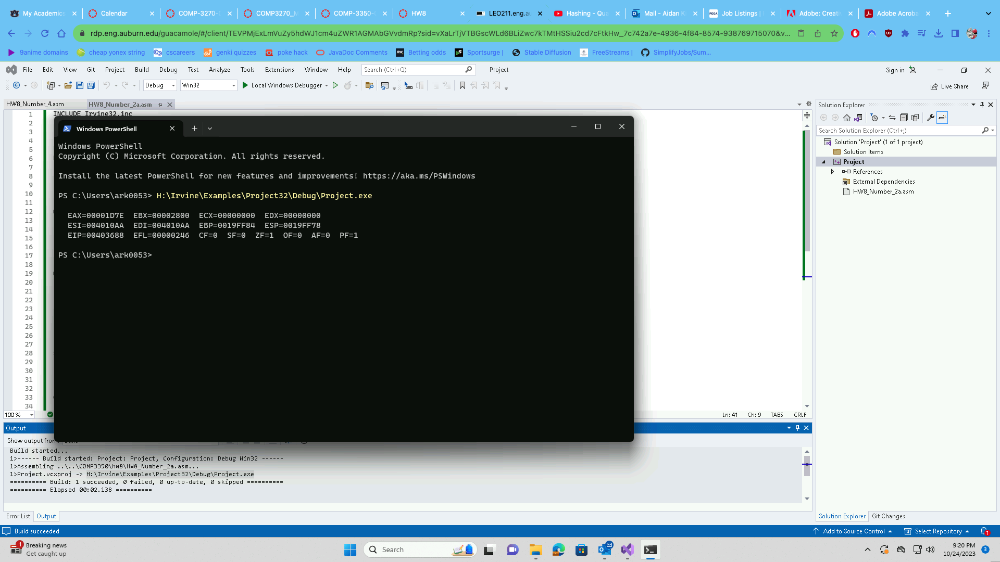 My Academics
Calendar
COMP-3270-
COMP3270_M
COMP-3350-
HW8
LEO211.eng.au
Hashing - Qua
Mail - Aidan K
Job Listings |
Adobe: Creati
Adobe Acroba
rdp.eng.auburn.edu/guacamole/#/client/TEVPMjExLmVuZy5hdWJ1cm4uZWR1AGMAbGVvdmRp?sid=vXaLrTjVTBGscWLd6BLiZwc7kTMtHSSiu2cd7cFtkHw_7c742a7e-4936-4f84-8574-938769715070&v...
9anime domains
cheap yonex string
cscareers
genki quizzes
poke hack
JavaDoc Comments
Betting odds
Sportsurge |
Stable Diffusion
FreeStreams |
SimplifyJobs/Sum...
File Edit View Git Project Build Debug Test Analyze Tools Extensions Window Help Search (Ctrl+Q) Project Sign in
Debug Win32 Local Windows Debugger Live Share
HW8_Number_4.asm HW8_Number_2a.asm
1 INCLUDE Irvine32.inc
2
3
4
5
6
7
8
9
10
11
12
13
14
15
16
17
18
19
20
21
22
23
24
25
26
27
28
29
30
31
32
33
34
Windows PowerShell
Windows PowerShell
Copyright (C) Microsoft Corporation. All rights reserved.
Install the latest PowerShell for new features and improvements! https://aka.ms/PSWindows
PS C:\Users\ark0053> H:\Irvine\Examples\Project32\Debug\Project.exe
EAX=00001D7E EBX=00002800 ECX=00000000 EDX=00000000
ESI=004010AA EDI=004010AA EBP=0019FF84 ESP=0019FF78
EIP=00403688 EFL=00000246 CF=0 SF=0 ZF=1 OF=0 AF=0 PF=1
PS C:\Users\ark0053>
Solution Explorer
Search Solution Explorer (Ctrl+;)
Solution 'Project' (1 of 1 project)
Solution Items
Project
References
External Dependencies
HW8_Number_2a.asm
100 %
Ln: 41 Ch: 9 TABS CRLF
Output
Show output from:
Build started...
1>------ Build started: Project: Project, Configuration: Debug Win32 ------
1>Assembling ..\..\COMP3350\hw8\HW8_Number_2a.asm...
1>Project.vcxproj -> H:\Irvine\Examples\Project32\Debug\Project.exe
========== Build: 1 succeeded, 0 failed, 0 up-to-date, 0 skipped ==========
========== Elapsed 00:02.138 ==========
Error List Output
Solution Explorer Git Changes
Build succeeded
Add to Source Control Select Repository 1
1
Breaking news
Get caught up
Search
9:20 PM
10/24/2023
3